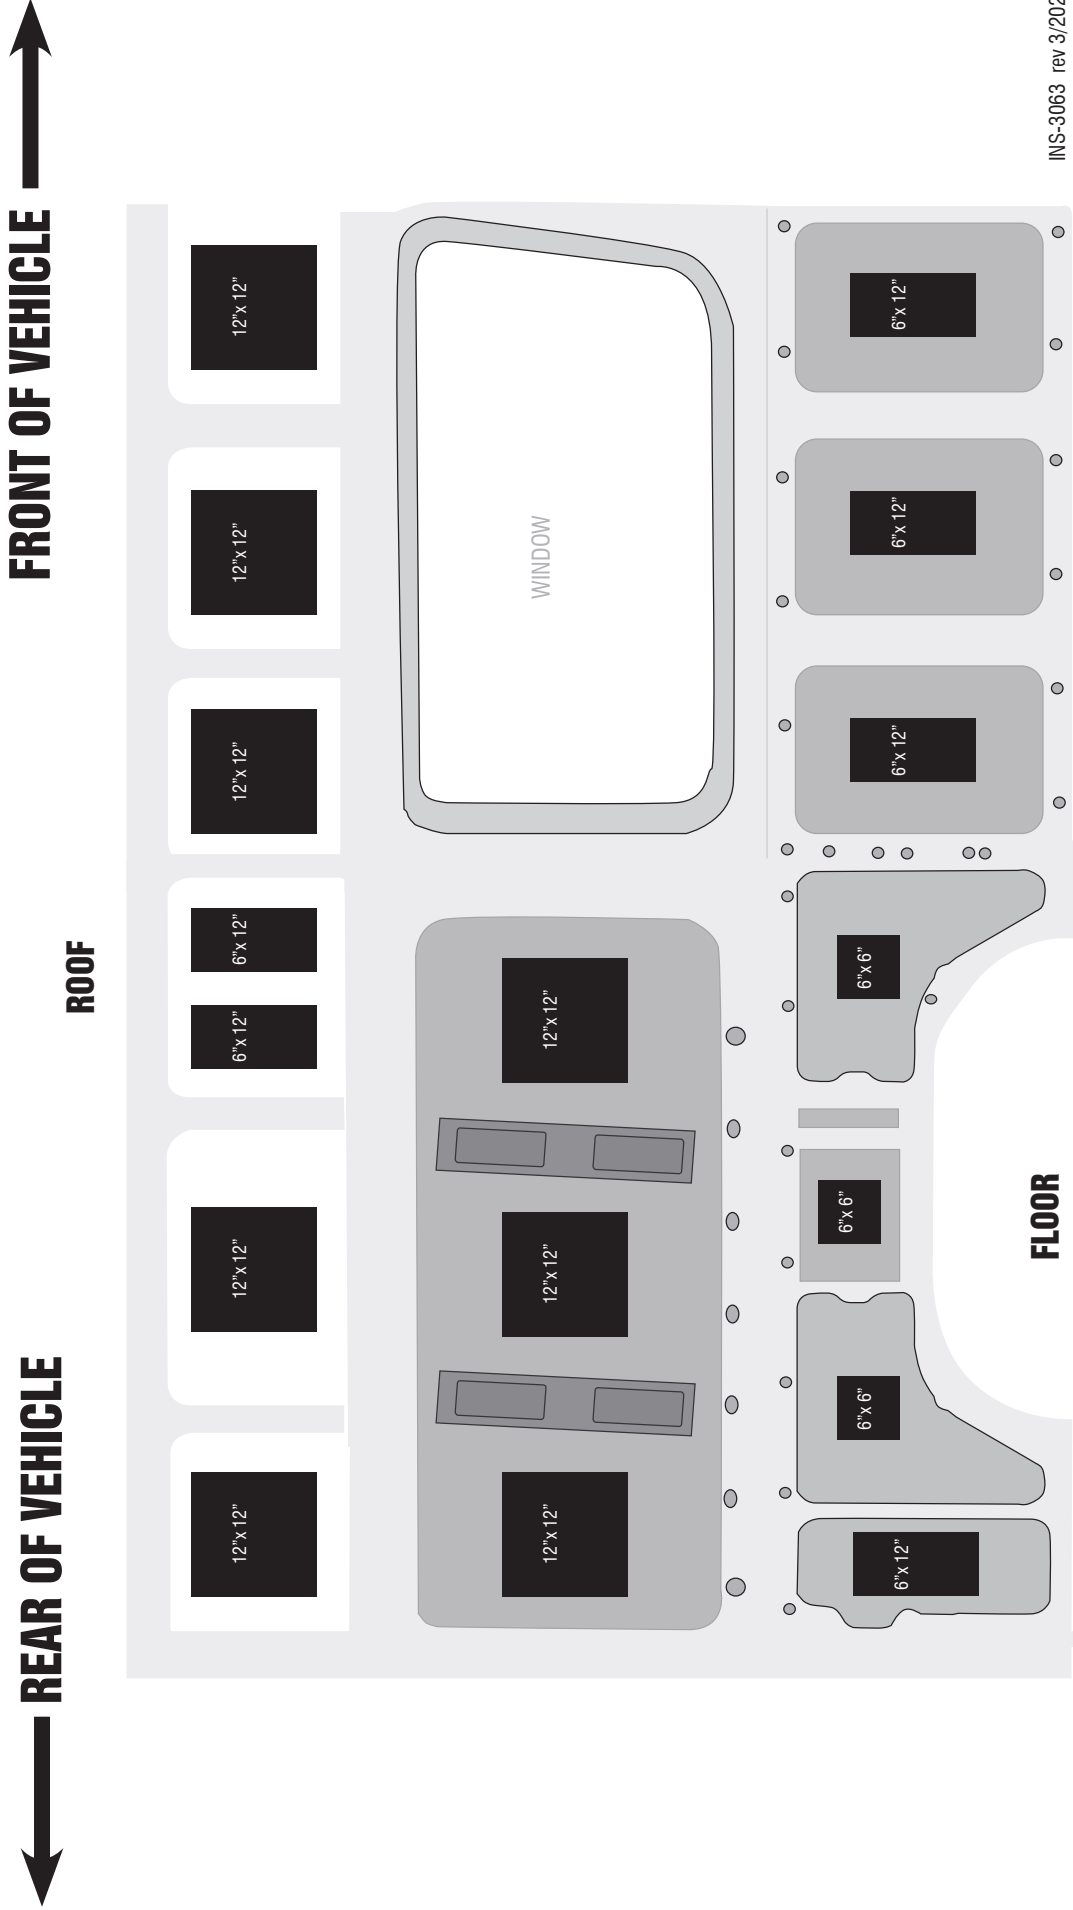 REAR OF VEHICLE
FRONT OF VEHICLE
ROOF
12”x 12”
12”x 12”
6”x 12”
6”x 12”
12”x 12”
12”x 12”
12”x 12”
12”x 12”
12”x 12”
12”x 12”
WINDOW
6”x 12”
6”x 6”
6”x 6”
6”x 6”
6”x 12”
6”x 12”
6”x 12”
FLOOR
INS-3063 rev 3/202